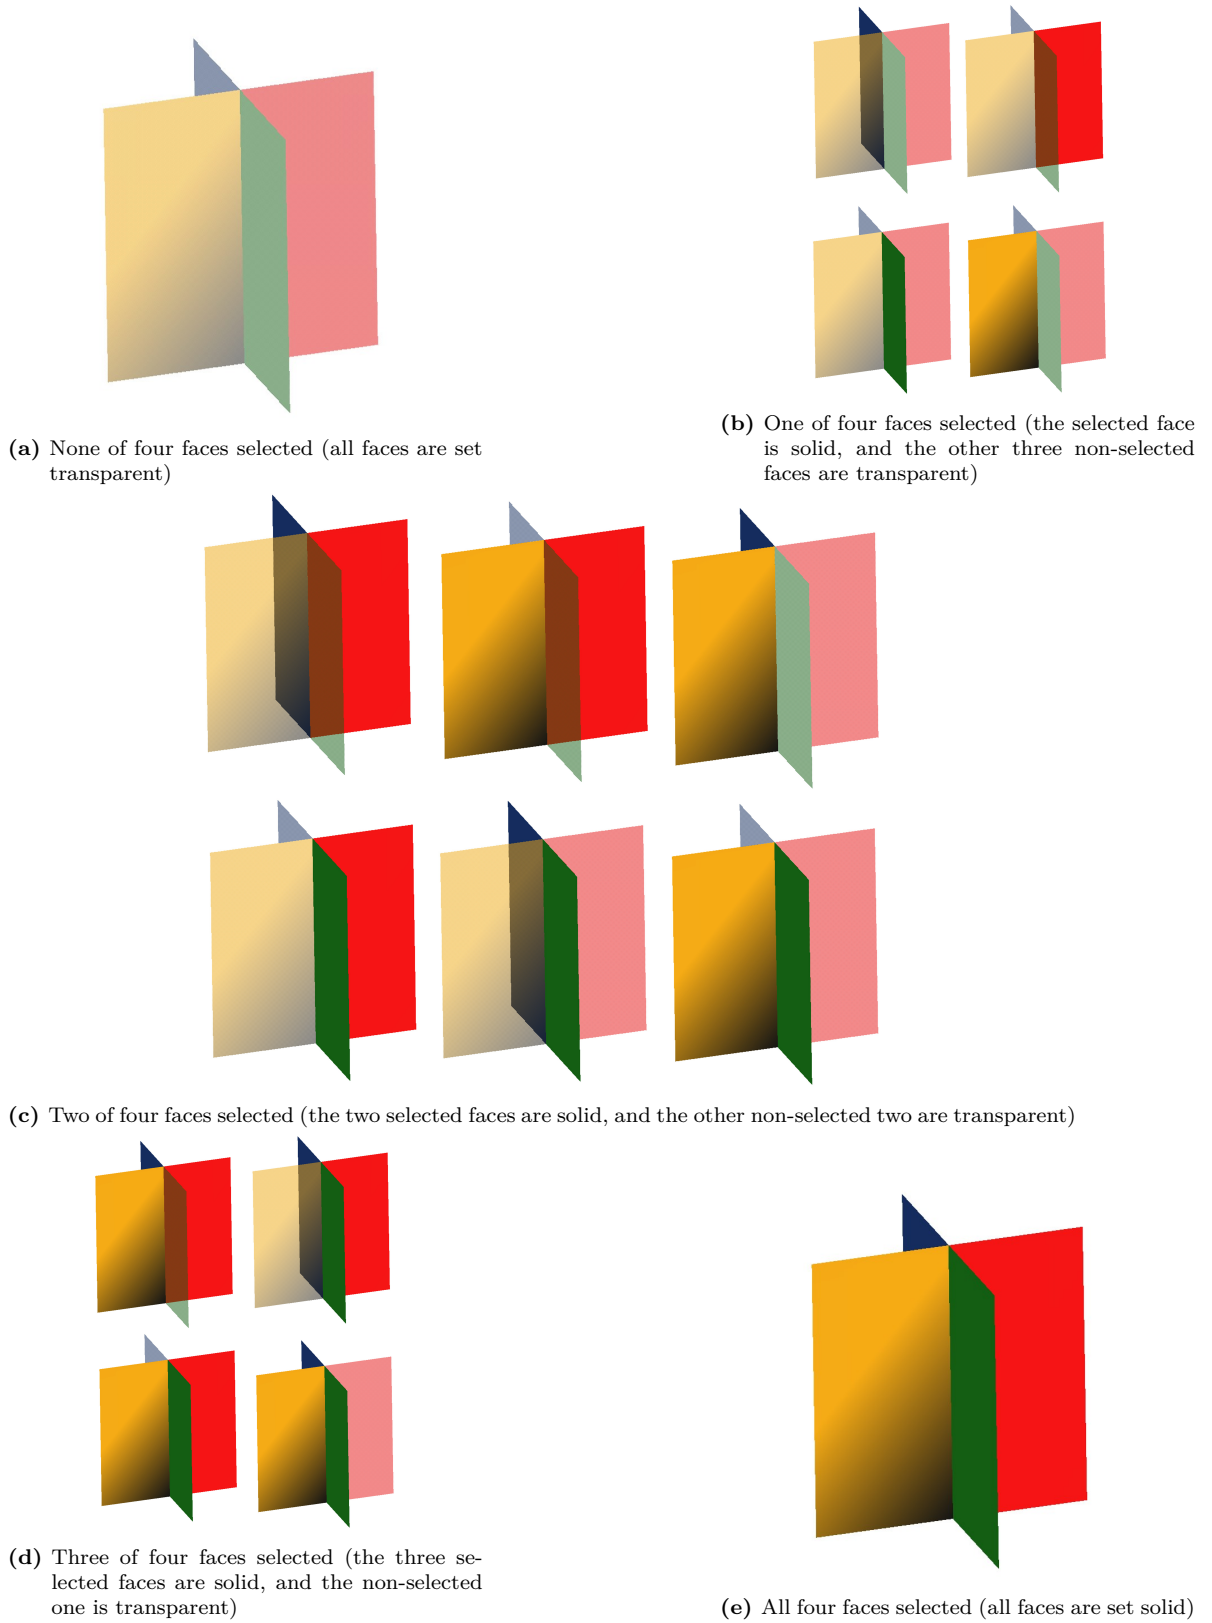 (a) None of four faces selected (all faces are set
transparent)
(b) One of four faces selected (the selected face
is solid, and the other three non-selected
faces are transparent)
(c) Two of four faces selected (the two selected faces are solid, and the other non-selected two are transparent)
(d) Three of four faces selected (the three se-
lected faces are solid, and the non-selected
one is transparent)
(e) All four faces selected (all faces are set solid)